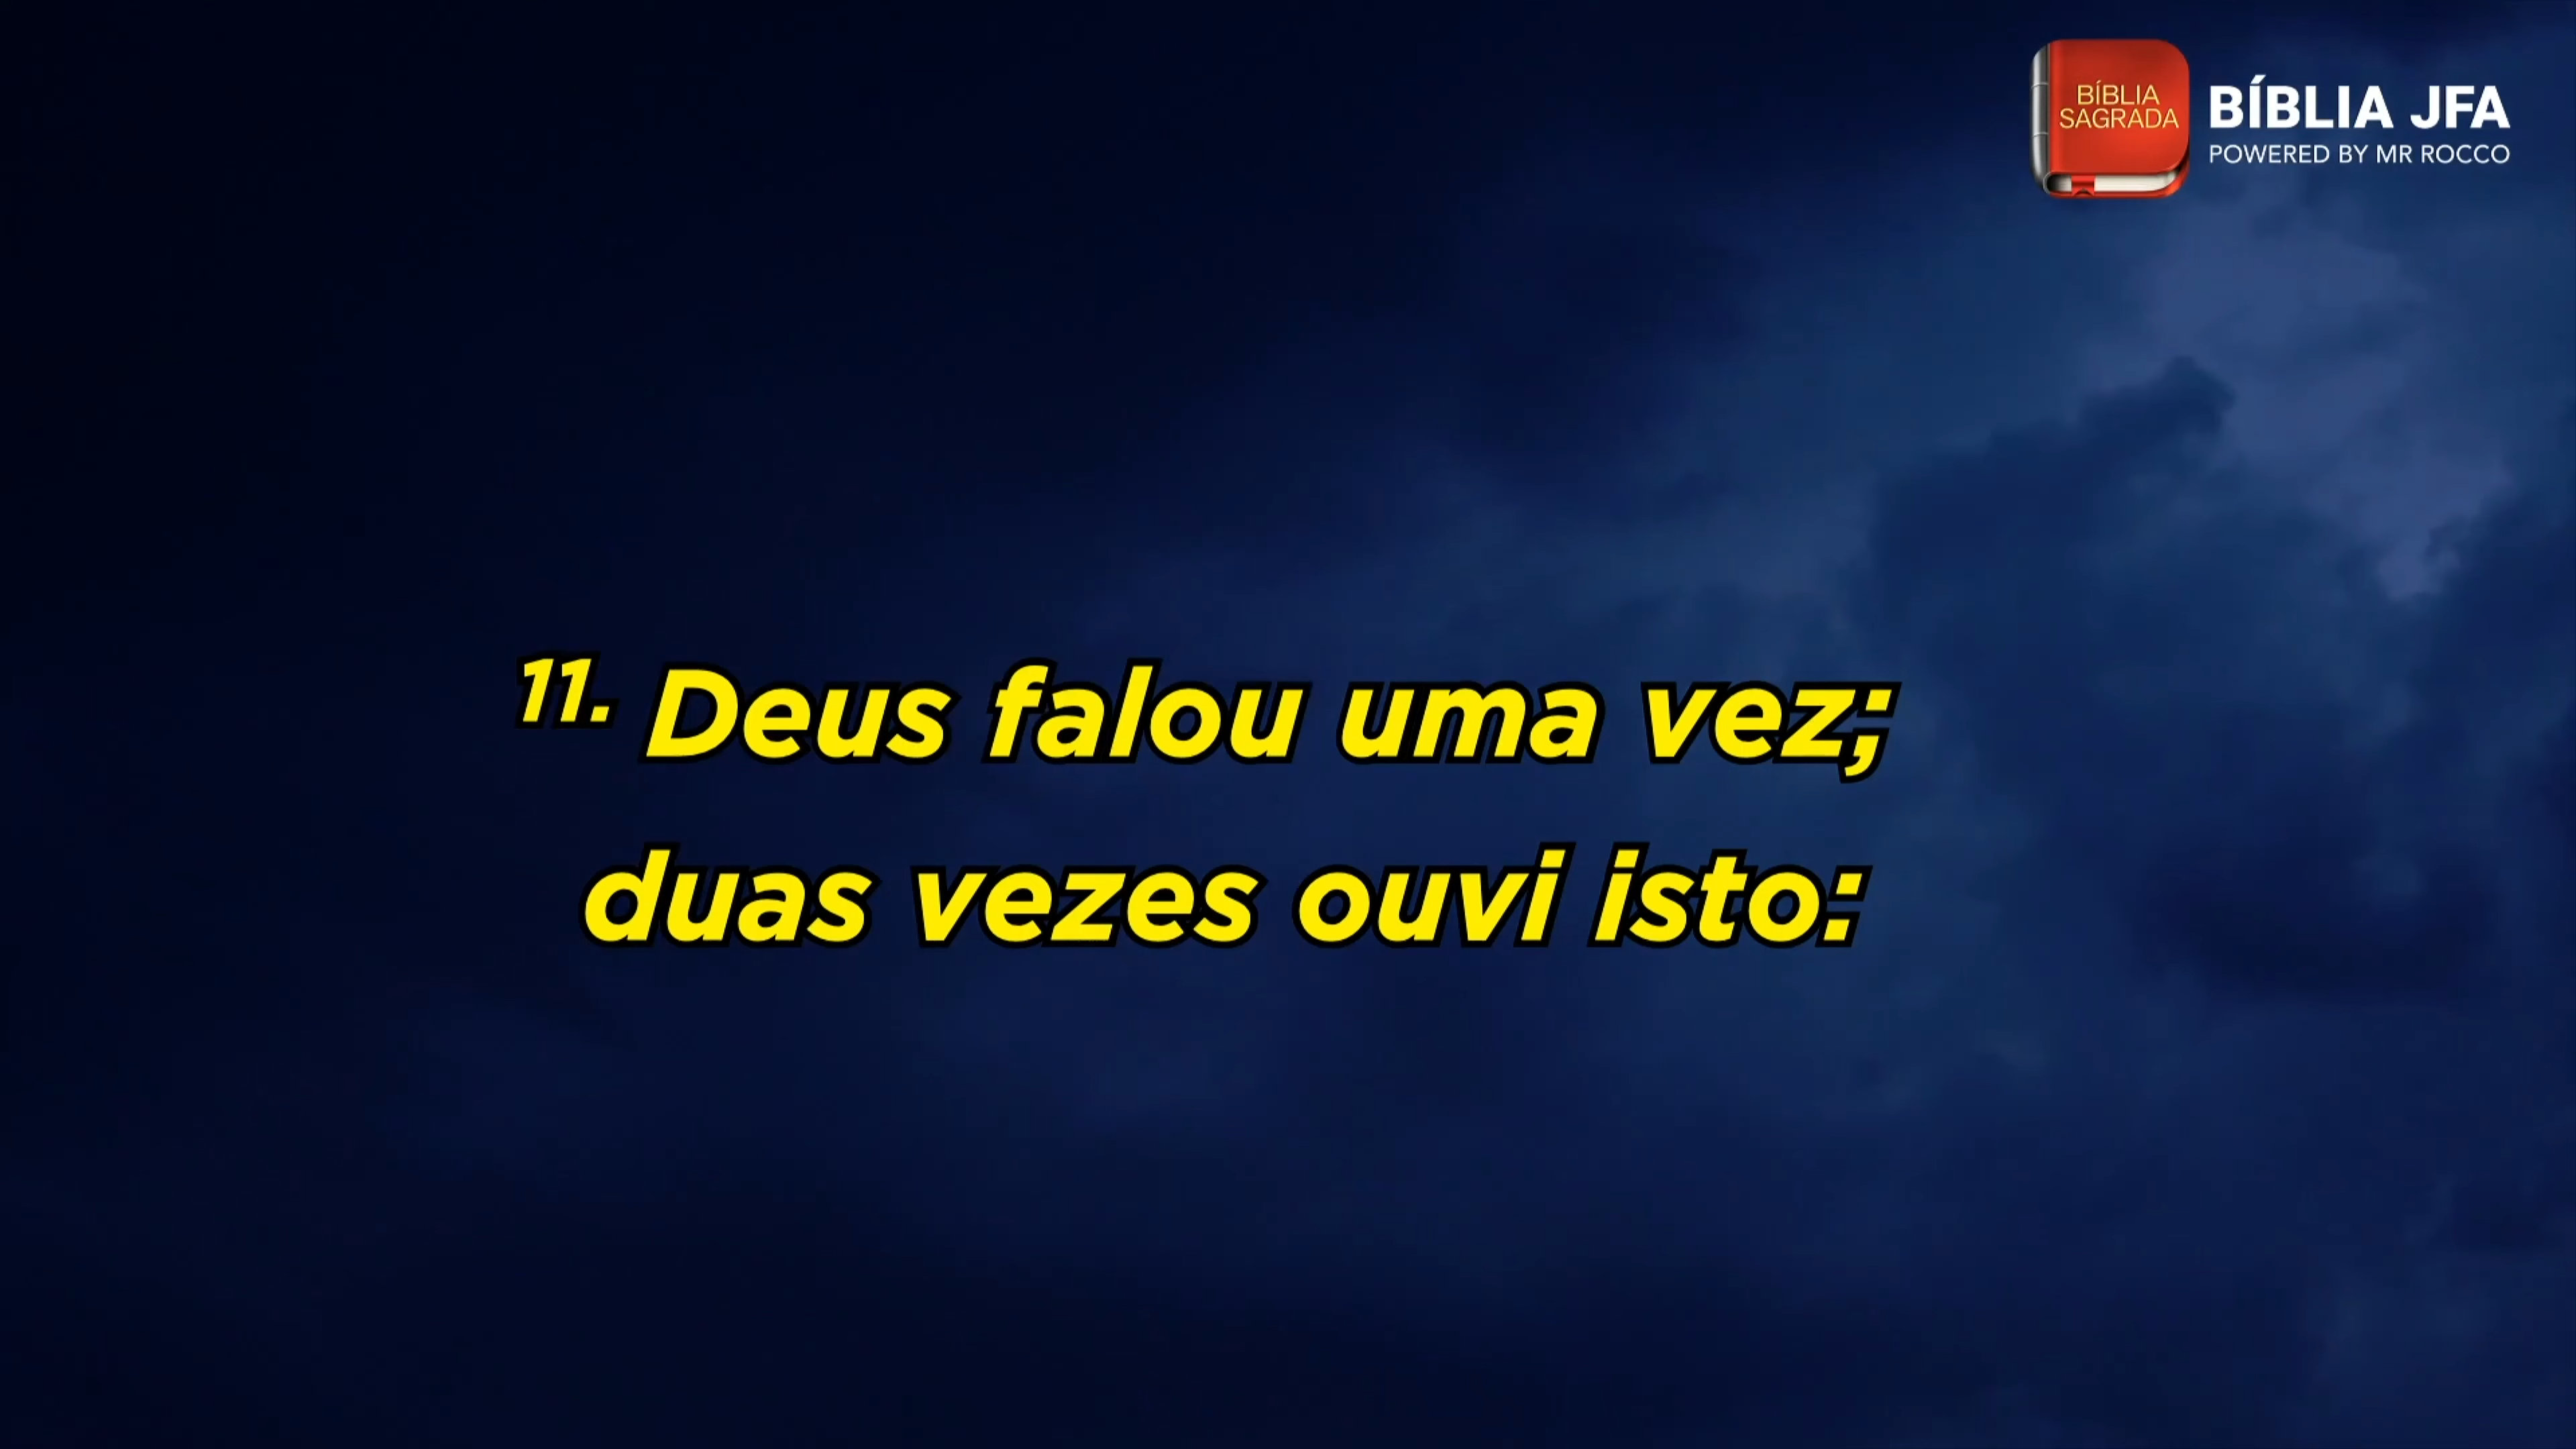 BÍBLIA
SAGRADA
BÍBLIA JFA
POWERED BY MR ROCCO
11. Deus falou uma vez;
duas vezes ouvi isto: